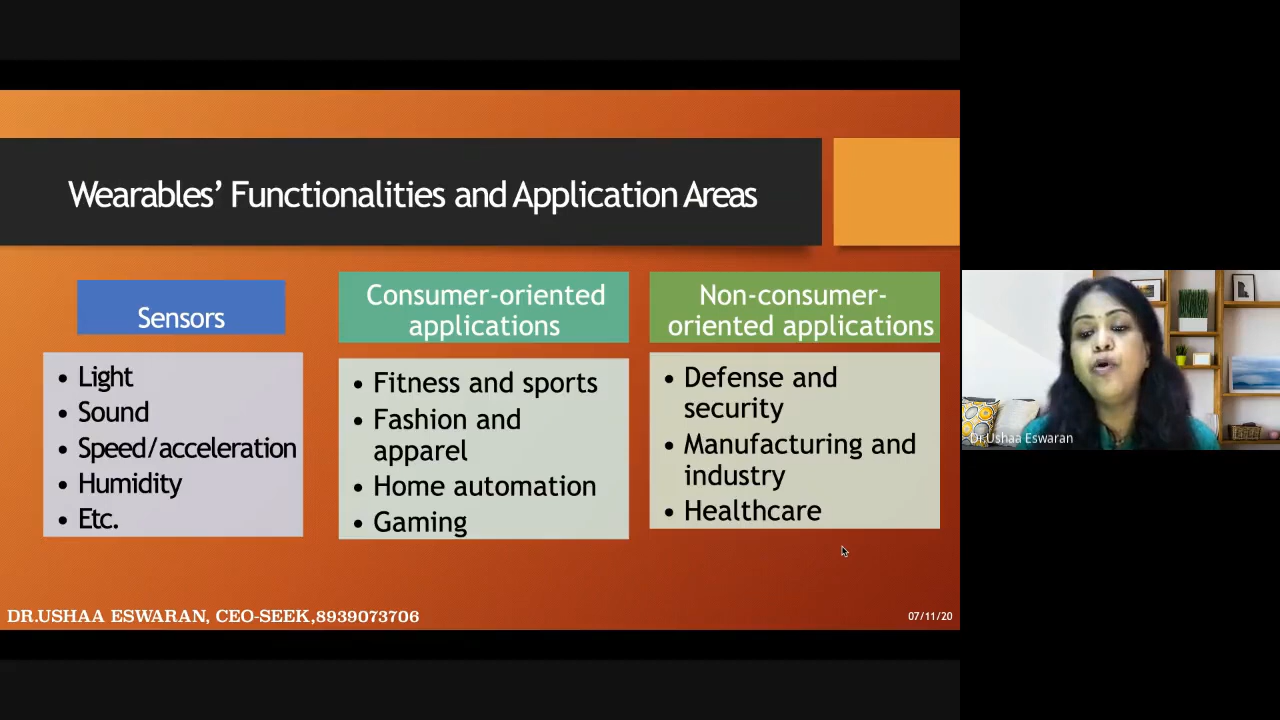 Wearables’ Functionalities and Application Areas
Sensors
• Light
• Sound
• Speed/acceleration
• Humidity
• Etc.
Consumer-oriented
applications
• Fitness and sports
• Fashion and
apparel
• Home automation
• Gaming
Non-consumer-
oriented applications
• Defense and
security
• Manufacturing and
industry
• Healthcare
DR.USHAA ESWARAN, CEO-SEEK,8939073706
07/11/20
Dr.Ushaa Eswaran